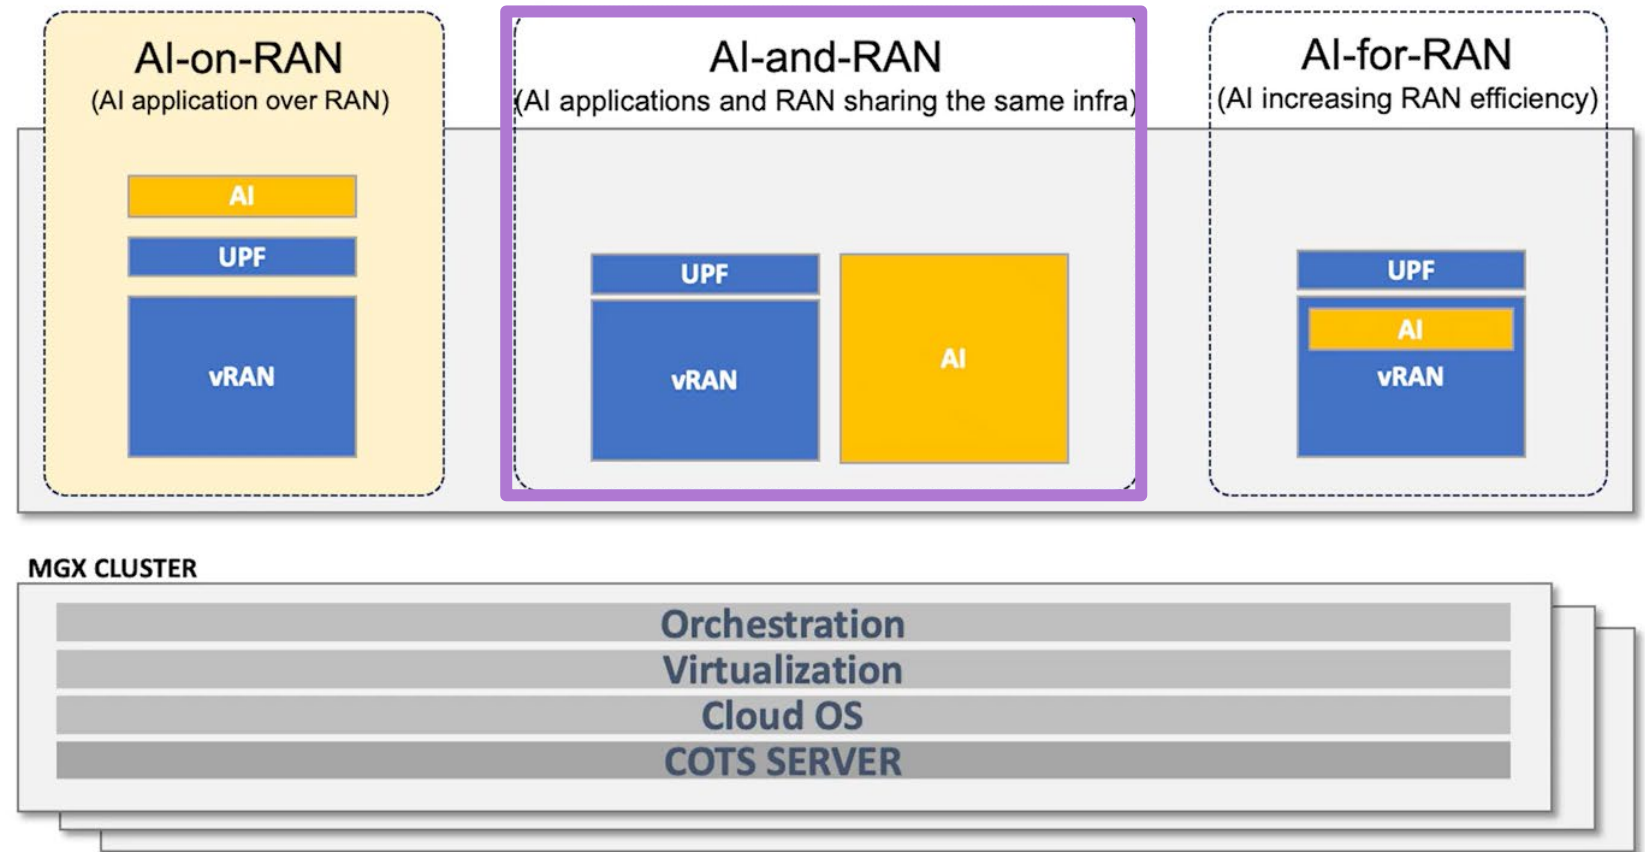 AI-on-RAN
(AI application over RAN)
AI
UPF
vRAN
AI-and-RAN
(AI applications and RAN sharing the same infra)
UPF
vRAN
AI
AI-for-RAN
(AI increasing RAN efficiency)
UPF
AI
vRAN
MGX CLUSTER
Orchestration
Virtualization
Cloud OS
COTS SERVER